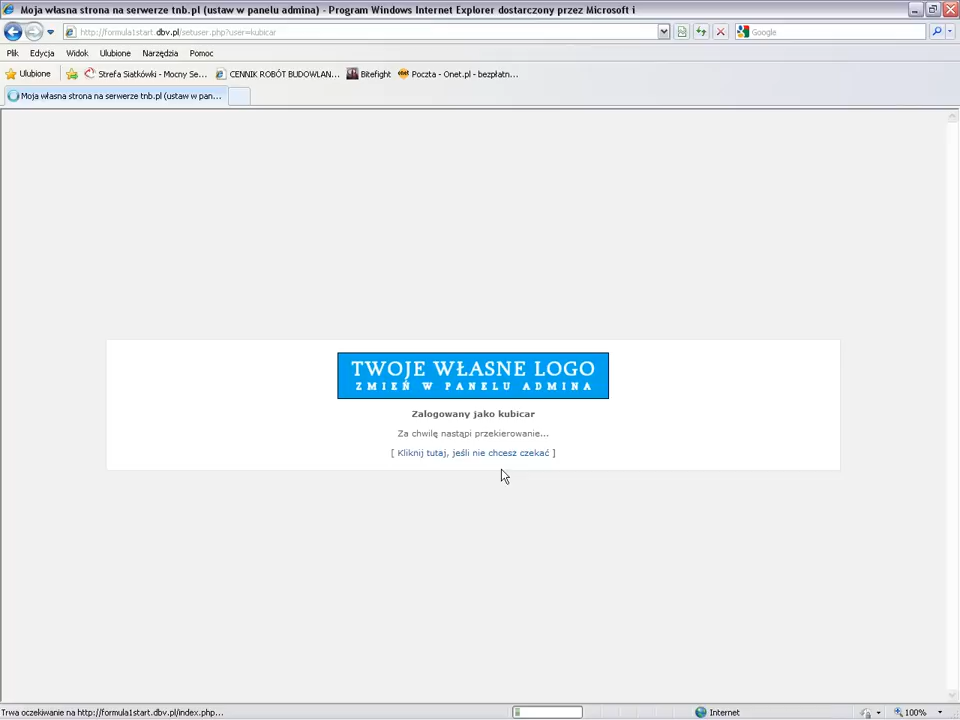 Moja własna strona na serwerze tnb.pl (ustaw w panelu admina) - Program Windows Internet Explorer dostarczony przez Microsoft i
http://formula1start.dbv.pl/setuser.php?user=kubicar
Google
Plik Edycja Widok Ulubione Narzędzia Pomoc
Ulubione Strefa Siatkówki - Mocny Se... CENNIK ROBÓT BUDOWLAN... Bitefight Poczta - Onet.pl - bezpłatn...
Moja własna strona na serwerze tnb.pl (ustaw w pan...
TWOJE WŁASNE LOGO
ZMIEŃ W PANELU ADMINA
Zalogowany jako kubicar
Za chwilę nastąpi przekierowanie...
[ Kliknij tutaj, jeśli nie chcesz czekać ]
Trwa oczekiwanie na http://formula1start.dbv.pl/index.php... Internet 100%